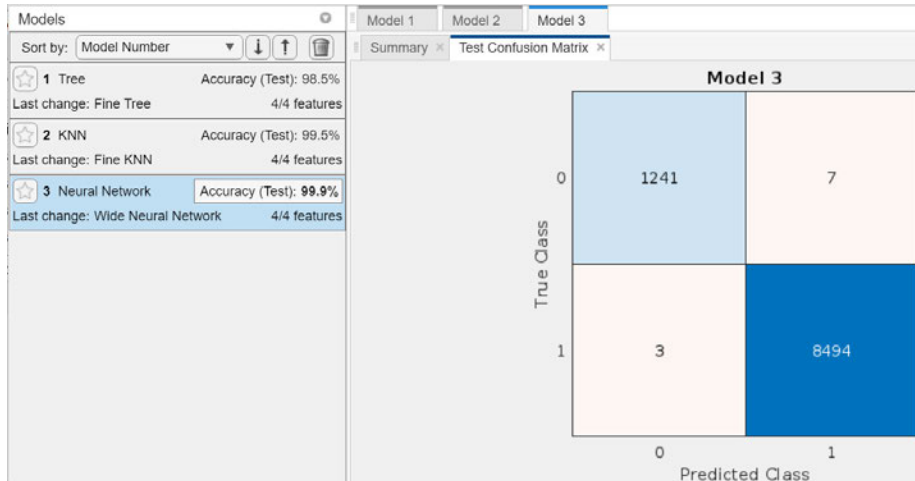 Models
Sort by: Model Number
1 Tree Accuracy (Test): 98.5%
Last change: Fine Tree 4/4 features
2 KNN Accuracy (Test): 99.5%
Last change: Fine KNN 4/4 features
3 Neural Network Accuracy (Test): 99.9%
Last change: Wide Neural Network 4/4 features
Model 1 Model 2 Model 3
Summary Test Confusion Matrix
Model 3
True Class
0 1241 7
1 3 8494
0 1
Predicted Class